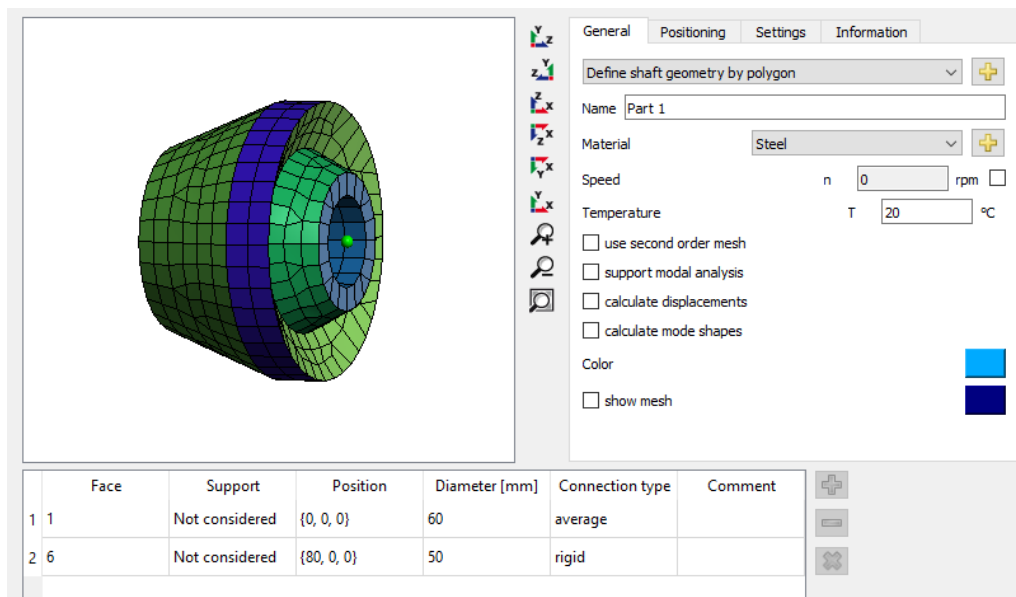 General Positioning Settings Information
Define shaft geometry by polygon
Name Part 1
Material Steel
Speed n 0 rpm
Temperature T 20 ºC
use second order mesh
support modal analysis
calculate displacements
calculate mode shapes
Color
show mesh
Y Z
Z Y
Z X
X Z
X Y
Y X
Face Support Position Diameter [mm] Connection type Comment
1 1 Not considered {0, 0, 0} 60 average
2 6 Not considered {80, 0, 0} 50 rigid